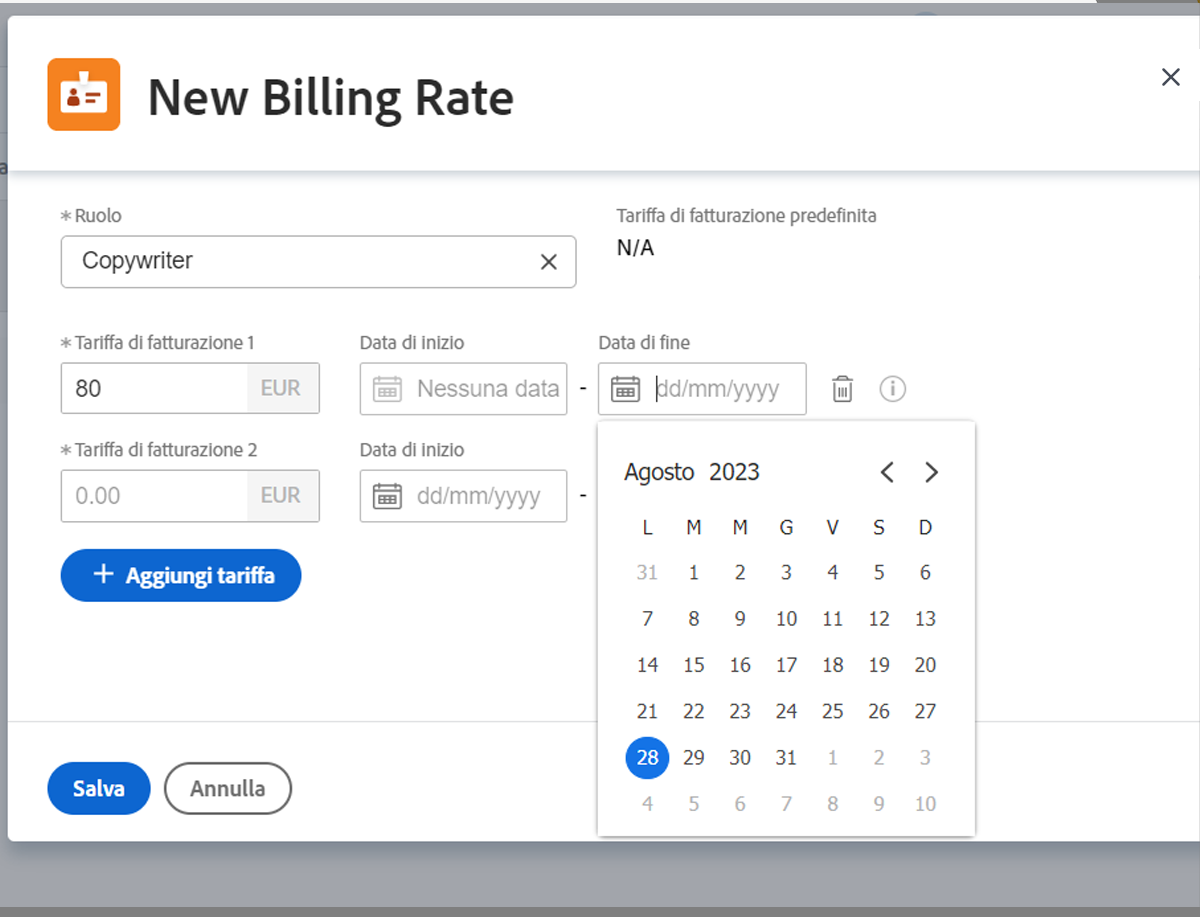 New Billing Rate
*Ruolo
Tariffa di fatturazione predefinita
Copywriter
N/A
*Tariffa di fatturazione 1
Data di inizio
Data di fine
80 EUR
Nessuna data
-
dd/mm/yyyy
*Tariffa di fatturazione 2
Data di inizio
0.00 EUR
dd/mm/yyyy
-
Agosto 2023
L M M G V S D
31 1 2 3 4 5 6
7 8 9 10 11 12 13
14 15 16 17 18 19 20
21 22 23 24 25 26 27
28 29 30 31 1 2 3
4 5 6 7 8 9 10
+ Aggiungi tariffa
Salva
Annulla